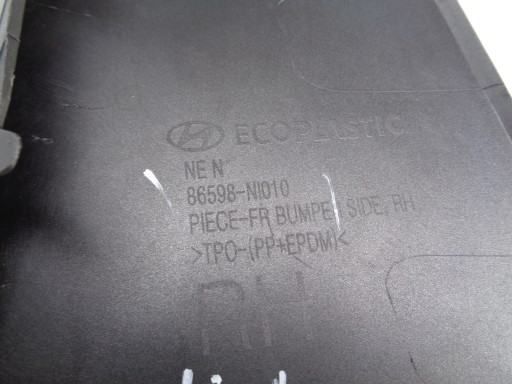 ECOPLASTIC
NE N
86598-NI010
PIECE-FR BUMPER SIDE, RH
>TPO-(PP+EPDM)<
RH